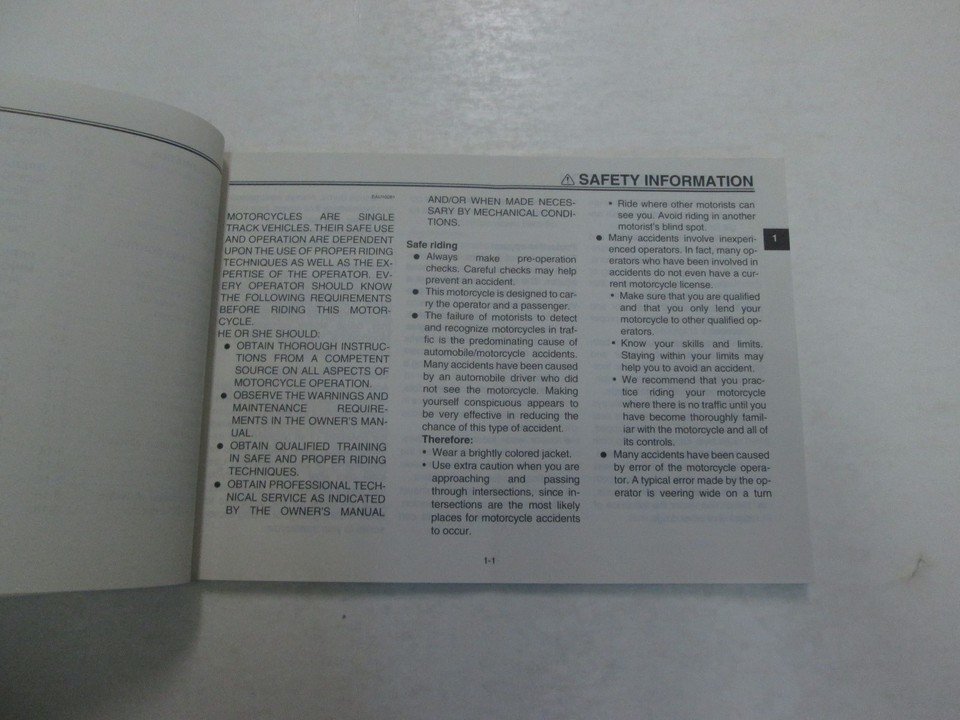 SAFETY INFORMATION
MOTORCYCLES ARE SINGLE
TRACK VEHICLES. THEIR SAFE USE
AND OPERATION ARE DEPENDENT
UPON THE USE OF PROPER RIDING
TECHNIQUES AS WELL AS THE EX-
PERTISE OF THE OPERATOR. EV-
ERY OPERATOR SHOULD KNOW
THE FOLLOWING REQUIREMENTS
BEFORE RIDING THIS MOTOR-
CYCLE.
HE OR SHE SHOULD:
● OBTAIN THOROUGH INSTRUC-
TIONS FROM A COMPETENT
SOURCE ON ALL ASPECTS OF
MOTORCYCLE OPERATION.
● OBSERVE THE WARNINGS AND
MAINTENANCE REQUIRE-
MENTS IN THE OWNER'S MAN-
UAL.
● OBTAIN QUALIFIED TRAINING
IN SAFE AND PROPER RIDING
TECHNIQUES.
● OBTAIN PROFESSIONAL TECH-
NICAL SERVICE AS INDICATED
BY THE OWNER'S MANUAL
AND/OR WHEN MADE NECES-
SARY BY MECHANICAL CONDI-
TIONS.
Safe riding
● Always make pre-operation
checks. Careful checks may help
prevent an accident.
● This motorcycle is designed to car-
ry the operator and a passenger.
● The failure of motorists to detect
and recognize motorcycles in traf-
fic is the predominating cause of
automobile/motorcycle accidents.
Many accidents have been caused
by an automobile driver who did
not see the motorcycle. Making
yourself conspicuous appears to
be very effective in reducing the
chance of this type of accident.
Therefore:
• Wear a brightly colored jacket.
• Use extra caution when you are
approaching and passing
through intersections, since in-
tersections are the most likely
places for motorcycle accidents
to occur.
• Ride where other motorists can
see you. Avoid riding in another
motorist's blind spot.
● Many accidents involve inexperi-
enced operators. In fact, many op-
erators who have been involved in
accidents do not even have a cur-
rent motorcycle license.
• Make sure that you are qualified
and that you only lend your
motorcycle to other qualified op-
erators.
• Know your skills and limits.
Staying within your limits may
help you to avoid an accident.
• We recommend that you prac-
tice riding your motorcycle
where there is no traffic until you
have become thoroughly famil-
iar with the motorcycle and all of
its controls.
● Many accidents have been caused
by error of the motorcycle opera-
tor. A typical error made by the op-
erator is veering wide on a turn
1
1-1